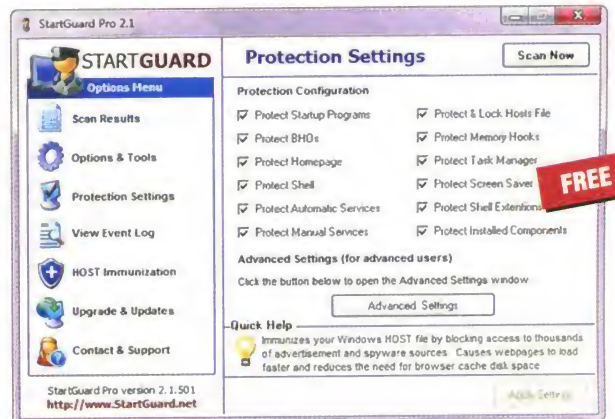 StartGuard Pro 2.1
STARTGUARD
Options Menu
Scan Results
Options & Tools
Protection Settings
View Event Log
HOST Immunization
Upgrade & Updates
Contact & Support
StartGuard Pro version 2.1.501
http://www.StartGuard.net
Protection Settings
Scan Now
Protection Configuration
Protect Startup Programs
Protect BHOs
Protect Homepage
Protect Shell
Protect Automatic Services
Protect Manual Services
Protect & Lock Hosts File
Protect Memory Hooks
Protect Task Manager
Protect Screen Saver
Protect Shell Extentions
Protect Installed Components
FREE
Advanced Settings (for advanced users)
Click the button below to open the Advanced Settings window
Advanced Settings
Quick Help
Immunizes your Windows HOST file by blocking access to thousands
of advertisement and spyware sources. Causes webpages to load
faster and reduces the need for browser cache disk space
Apply Settings